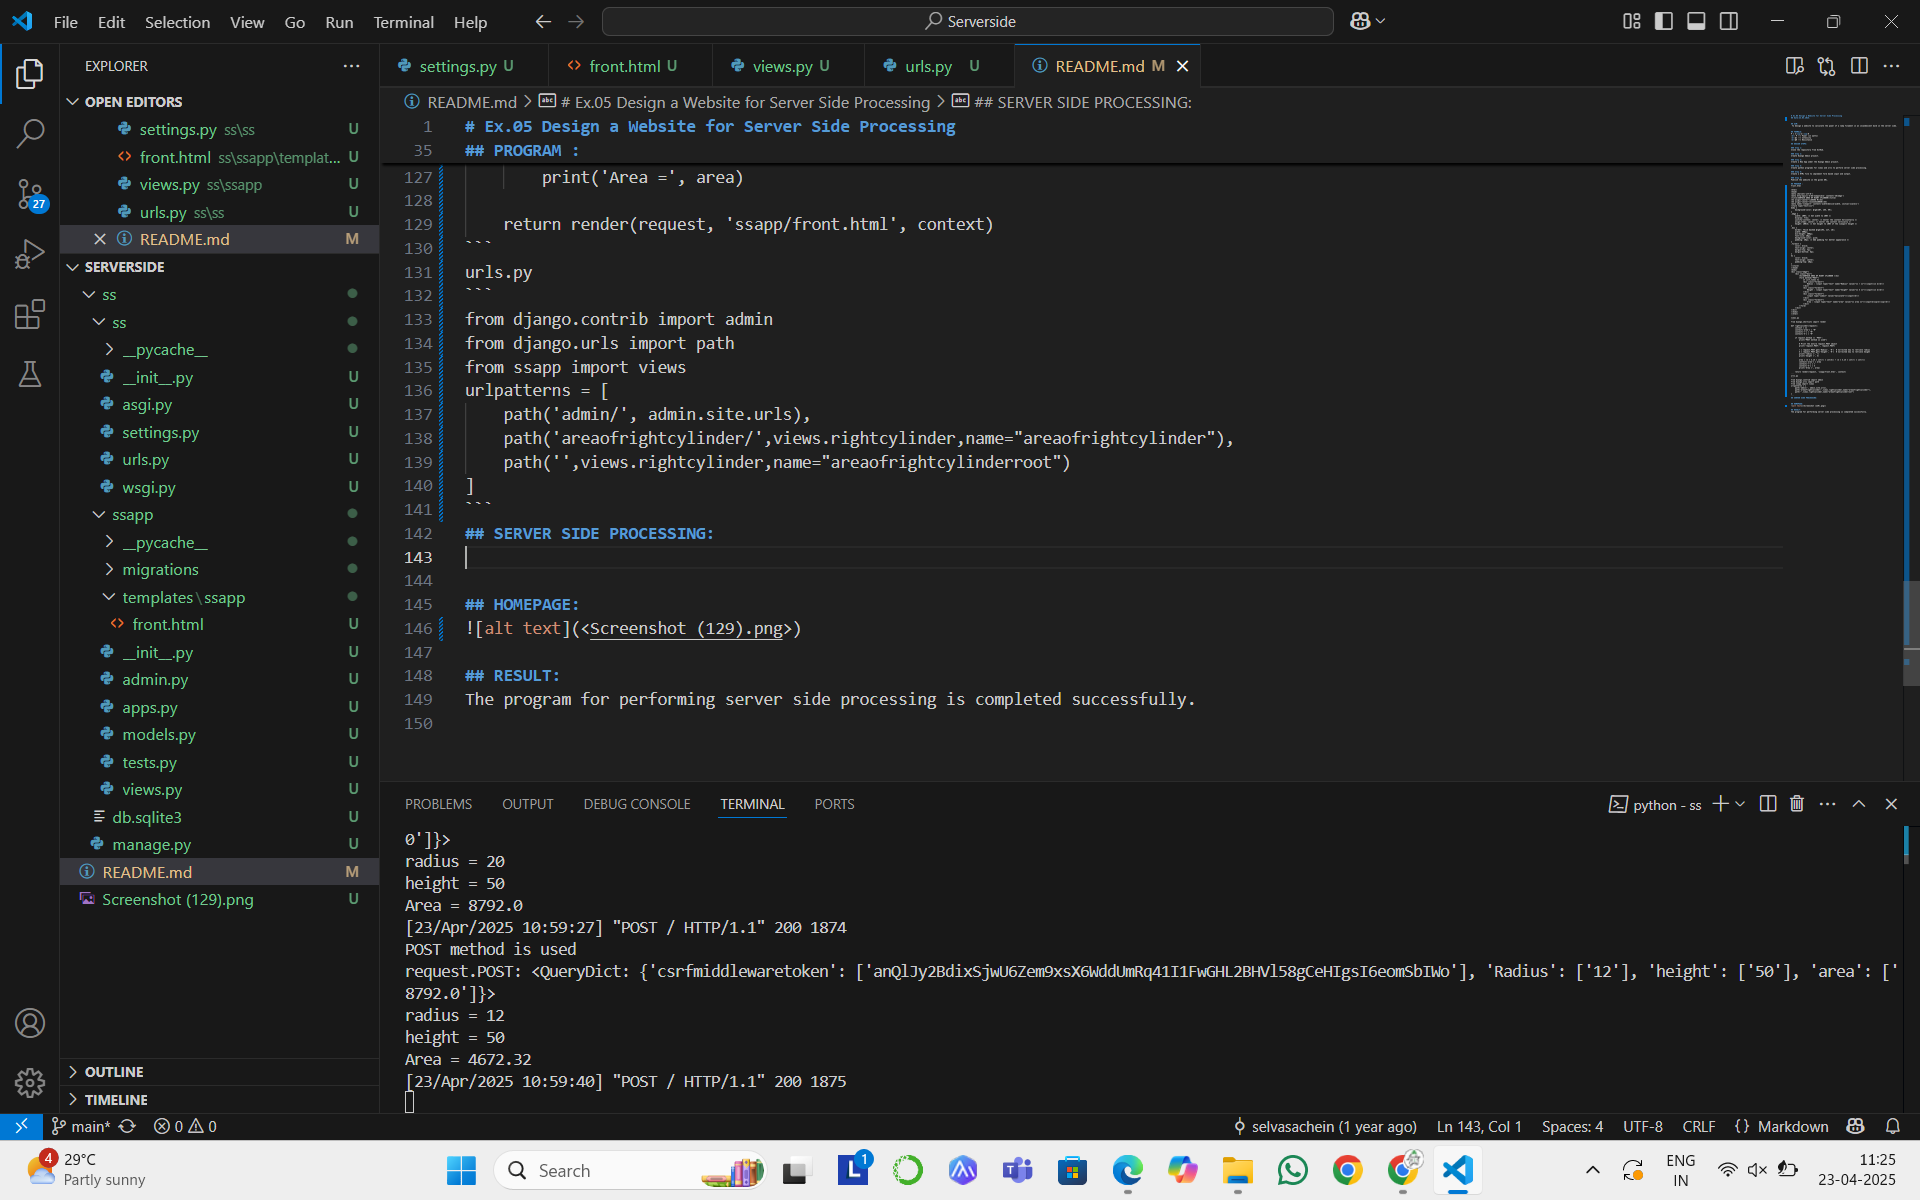 File Edit Selection View Go Run Terminal Help
Serverside
EXPLORER
OPEN EDITORS
settings.py ss\ss U
front.html ss\ssapp\templat... U
views.py ss\ssapp U
urls.py ss\ss U
README.md M
SERVERSIDE
ss
ss
__pycache__
__init__.py U
asgi.py U
settings.py U
urls.py U
wsgi.py U
ssapp
__pycache__
migrations
templates\ssapp
front.html U
__init__.py U
admin.py U
apps.py U
models.py U
tests.py U
views.py U
db.sqlite3 U
manage.py U
README.md M
Screenshot (129).png U
OUTLINE
TIMELINE
27
settings.py U front.html U views.py U urls.py U README.md M
README.md > # Ex.05 Design a Website for Server Side Processing > ## SERVER SIDE PROCESSING:
1 # Ex.05 Design a Website for Server Side Processing
35 ## PROGRAM :
127 print('Area =', area)
128
129 return render(request, 'ssapp/front.html', context)
130 ```
131 urls.py
132 ```
133 from django.contrib import admin
134 from django.urls import path
135 from ssapp import views
136 urlpatterns = [
137 path('admin/', admin.site.urls),
138 path('areaofrightcylinder/',views.rightcylinder,name="areaofrightcylinder"),
139 path('',views.rightcylinder,name="areaofrightcylinderroot")
140 ]
141 ```
142 ## SERVER SIDE PROCESSING:
143
144
145 ## HOMEPAGE:
146 ![alt text](<Screenshot (129).png>)
147
148 ## RESULT:
149 The program for performing server side processing is completed successfully.
150
PROBLEMS OUTPUT DEBUG CONSOLE TERMINAL PORTS
python - ss
0']}>
radius = 20
height = 50
Area = 8792.0
[23/Apr/2025 10:59:27] "POST / HTTP/1.1" 200 1874
POST method is used
request.POST: <QueryDict: {'csrfmiddlewaretoken': ['anQlJy2BdixSjwU6Zem9xsX6WddUmRq41I1FwGHL2BHVl58gCeHIgsI6eomSbIWo'], 'Radius': ['12'], 'height': ['50'], 'area': ['
8792.0']}>
radius = 12
height = 50
Area = 4672.32
[23/Apr/2025 10:59:40] "POST / HTTP/1.1" 200 1875
main* 0 0
selvasachein (1 year ago) Ln 143, Col 1 Spaces: 4 UTF-8 CRLF {} Markdown
4
29°C
Partly sunny
Search
1
ENG
IN
11:25
23-04-2025